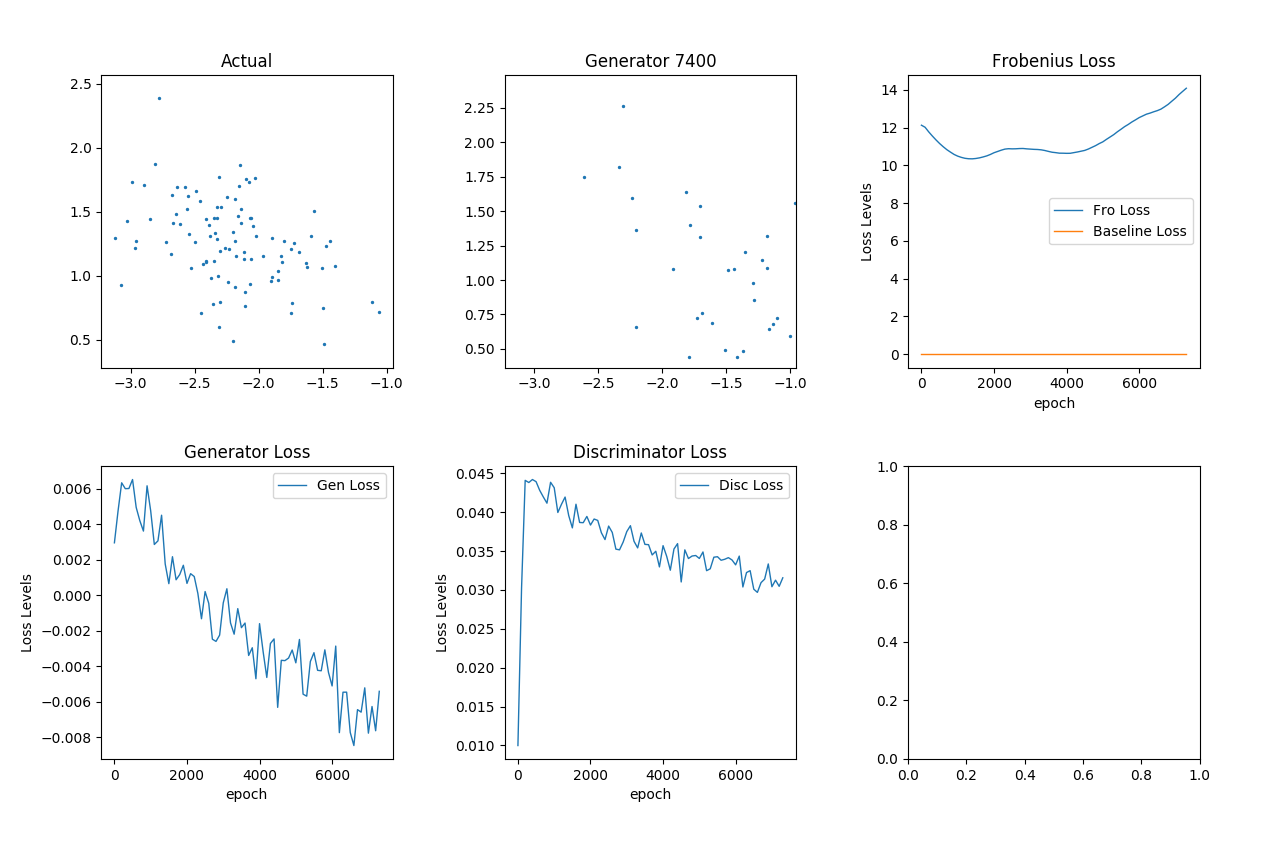 Actual
2.5
2.0
1.5
1.0
0.5
−3.0 −2.5 −2.0 −1.5 −1.0
Generator 7400
2.25
2.00
1.75
1.50
1.25
1.00
0.75
0.50
−3.0 −2.5 −2.0 −1.5 −1.0
Frobenius Loss
Loss Levels
14
12
10
8
6
4
2
0
Fro Loss
Baseline Loss
0 2000 4000 6000
epoch
Generator Loss
Loss Levels
0.006
0.004
0.002
0.000
−0.002
−0.004
−0.006
−0.008
Gen Loss
0 2000 4000 6000
epoch
Discriminator Loss
Loss Levels
0.045
0.040
0.035
0.030
0.025
0.020
0.015
0.010
Disc Loss
0 2000 4000 6000
epoch
1.0
0.8
0.6
0.4
0.2
0.0
0.0 0.2 0.4 0.6 0.8 1.0